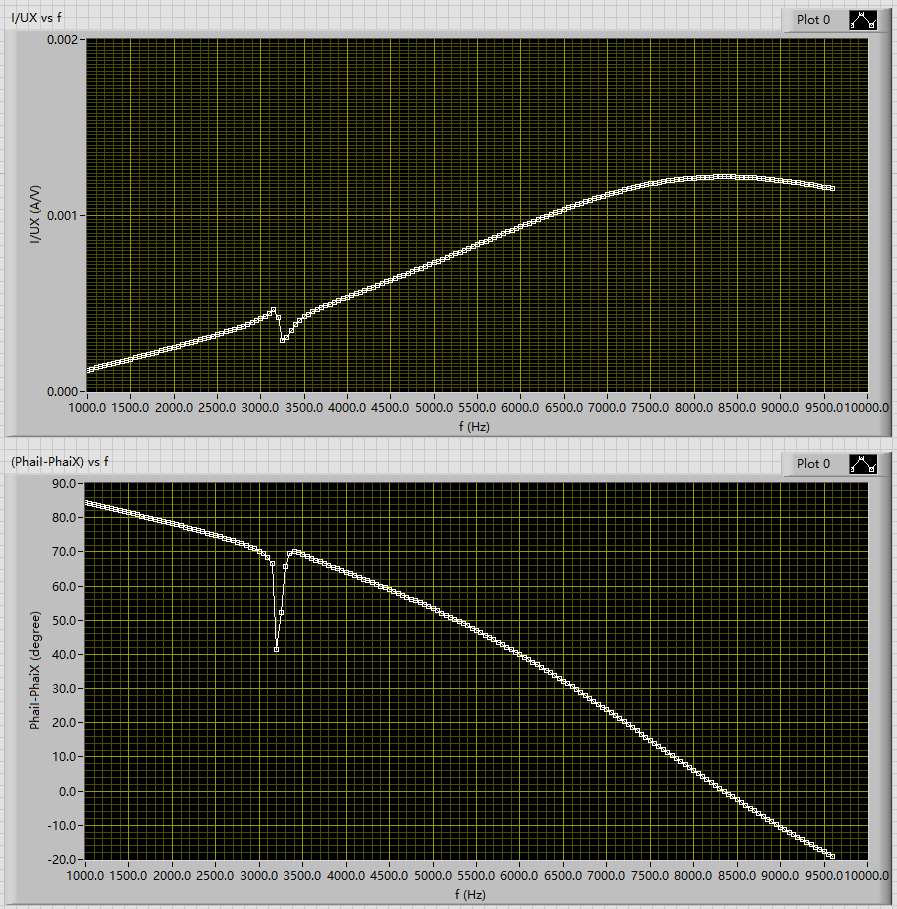 I/UX vs f
Plot 0
0.002
0.001
0.000
I/UX (A/V)
1000.0 1500.0 2000.0 2500.0 3000.0 3500.0 4000.0 4500.0 5000.0 5500.0 6000.0 6500.0 7000.0 7500.0 8000.0 8500.0 9000.0 9500.0 10000.0
f (Hz)
(PhaiI-PhaiX) vs f
Plot 0
90.0
80.0
70.0
60.0
50.0
40.0
30.0
20.0
10.0
0.0
-10.0
-20.0
PhaiI-PhaiX (degree)
1000.0 1500.0 2000.0 2500.0 3000.0 3500.0 4000.0 4500.0 5000.0 5500.0 6000.0 6500.0 7000.0 7500.0 8000.0 8500.0 9000.0 9500.0 10000.0
f (Hz)